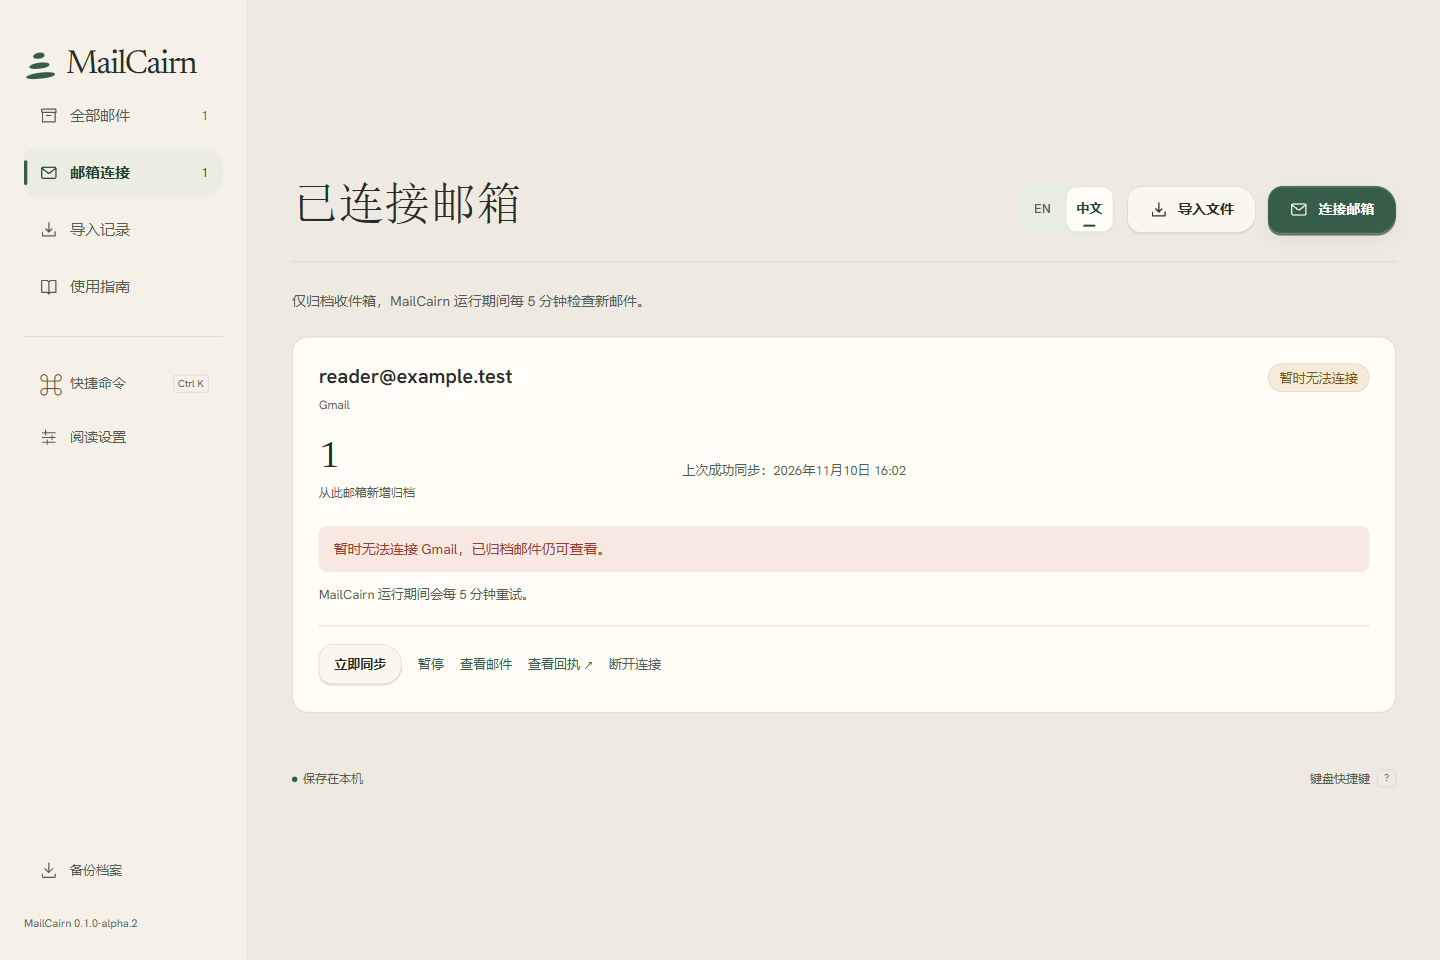 MailCairn
全部邮件 1
邮箱连接 1
导入记录
使用指南
快捷命令 Ctrl K
阅读设置
备份档案
MailCairn 0.1.0-alpha.2
已连接邮箱
EN 中文 导入文件 连接邮箱
仅归档收件箱，MailCairn 运行期间每 5 分钟检查新邮件。
reader@example.test 暂时无法连接
Gmail
1
从此邮箱新增归档
上次成功同步：2026年11月10日 16:02
暂时无法连接 Gmail，已归档邮件仍可查看。
MailCairn 运行期间会每 5 分钟重试。
立即同步 暂停 查看邮件 查看回执 ↗ 断开连接
保存在本机 键盘快捷键 ?